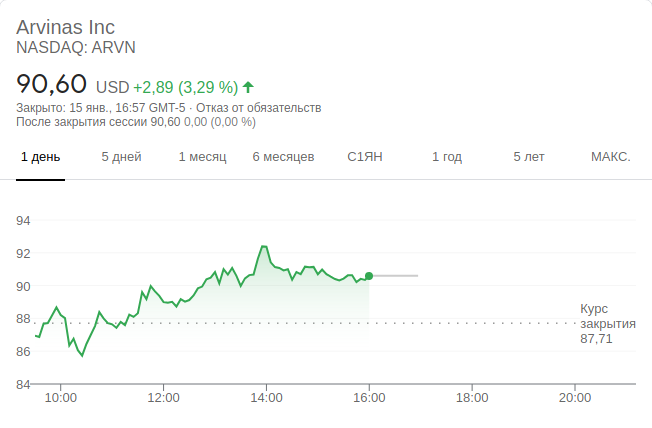 Arvinas Inc
NASDAQ: ARVN
90,60 USD +2,89 (3,29 %)
Закрыто: 15 янв., 16:57 GMT-5 · Отказ от обязательств
После закрытия сессии 90,60 0,00 (0,00 %)
1 день 5 дней 1 месяц 6 месяцев С1ЯН 1 год 5 лет МАКС.
94
92
90
88
86
84
Курс
закрытия
87,71
10:00 12:00 14:00 16:00 18:00 20:00